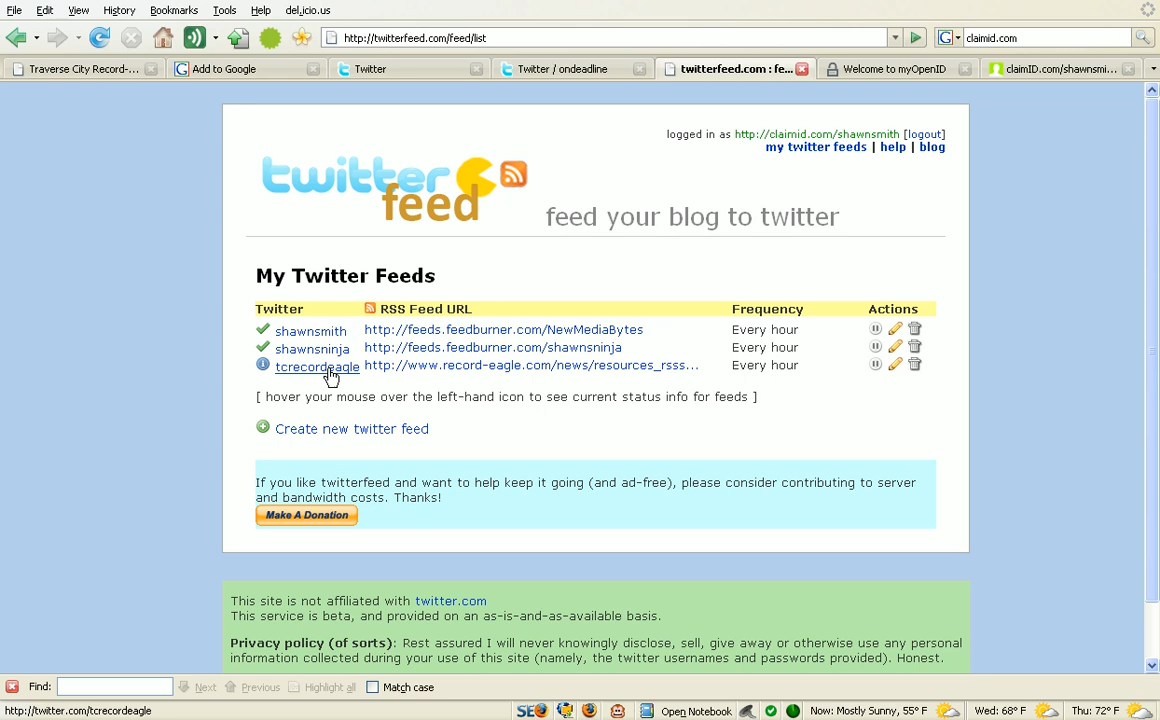 File Edit View History Bookmarks Tools Help del.icio.us
http://twitterfeed.com/feed/list claimid.com
Traverse City Record-... Add to Google Twitter Twitter / ondeadline twitterfeed.com : fe... Welcome to myOpenID claimID.com/shawnsmi...
logged in as http://claimid.com/shawnsmith [logout]
my twitter feeds | help | blog
twitter
feed
feed your blog to twitter
My Twitter Feeds
Twitter RSS Feed URL Frequency Actions
shawnsmith http://feeds.feedburner.com/NewMediaBytes Every hour
shawnsninja http://feeds.feedburner.com/shawnsninja Every hour
tcrecordeagle http://www.record-eagle.com/news/resources_rsss... Every hour
[ hover your mouse over the left-hand icon to see current status info for feeds ]
Create new twitter feed
If you like twitterfeed and want to help keep it going (and ad-free), please consider contributing to server
and bandwidth costs. Thanks!
Make A Donation
This site is not affiliated with twitter.com
This service is beta, and provided on an as-is-and-as-available basis.
Privacy policy (of sorts): Rest assured I will never knowingly disclose, sell, give away or otherwise use any personal
information collected during your use of this site (namely, the twitter usernames and passwords provided). Honest.
Find: Next Previous Highlight all Match case
http://twitter.com/tcrecordeagle SEO Open Notebook Now: Mostly Sunny, 55° F Wed: 68° F Thu: 72° F